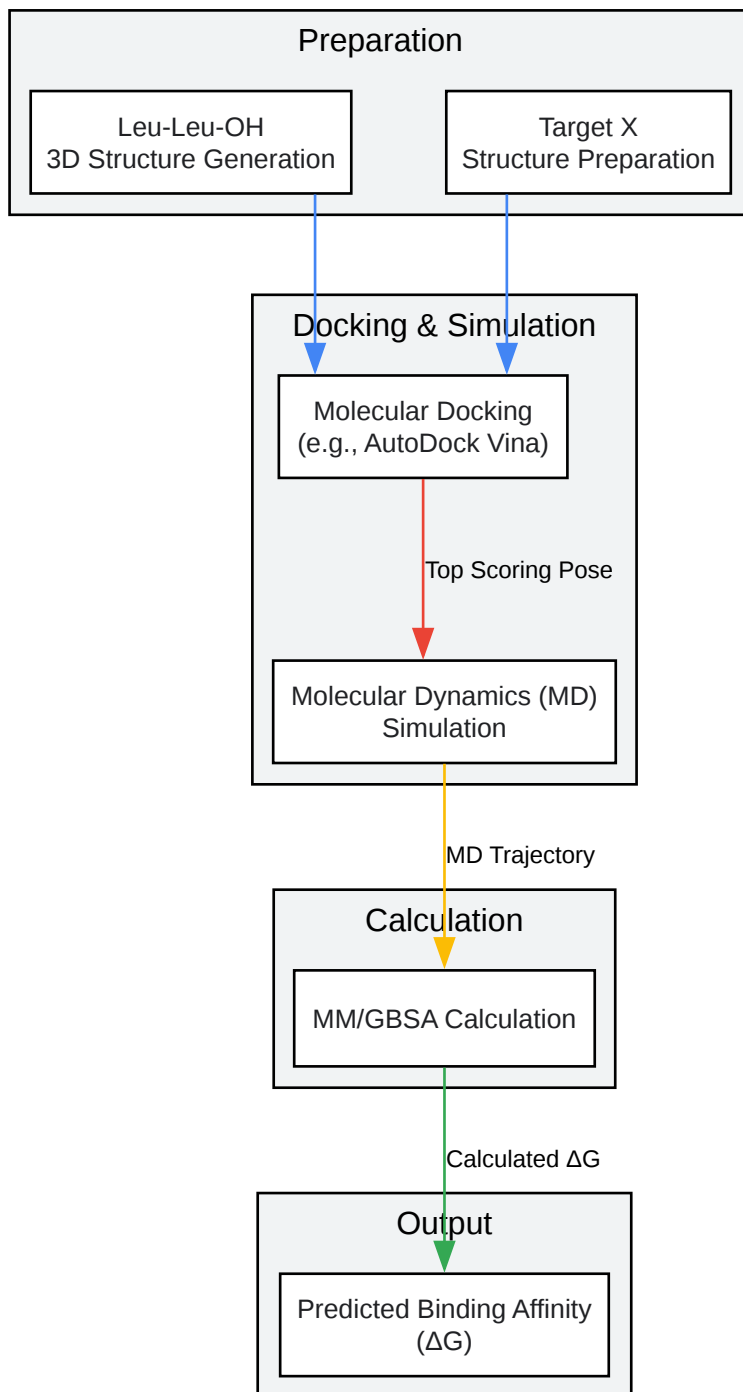 Preparation
Leu-Leu-OH
3D Structure Generation
Target X
Structure Preparation
Docking & Simulation
Molecular Docking
(e.g., AutoDock Vina)
Top Scoring Pose
Molecular Dynamics (MD)
Simulation
MD Trajectory
Calculation
MM/GBSA Calculation
Calculated ΔG
Output
Predicted Binding Affinity
(ΔG)